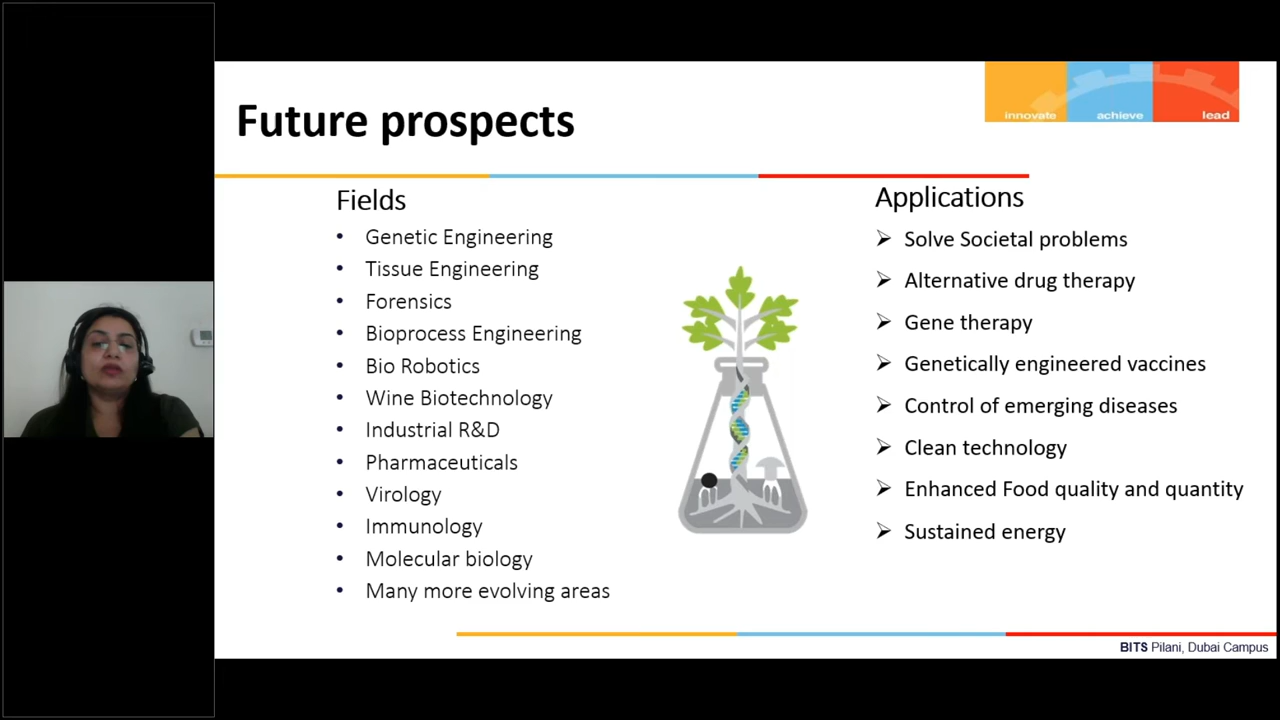 innovate achieve lead
Future prospects
Fields
Genetic Engineering
Tissue Engineering
Forensics
Bioprocess Engineering
Bio Robotics
Wine Biotechnology
Industrial R&D
Pharmaceuticals
Virology
Immunology
Molecular biology
Many more evolving areas
Applications
Solve Societal problems
Alternative drug therapy
Gene therapy
Genetically engineered vaccines
Control of emerging diseases
Clean technology
Enhanced Food quality and quantity
Sustained energy
BITS Pilani, Dubai Campus